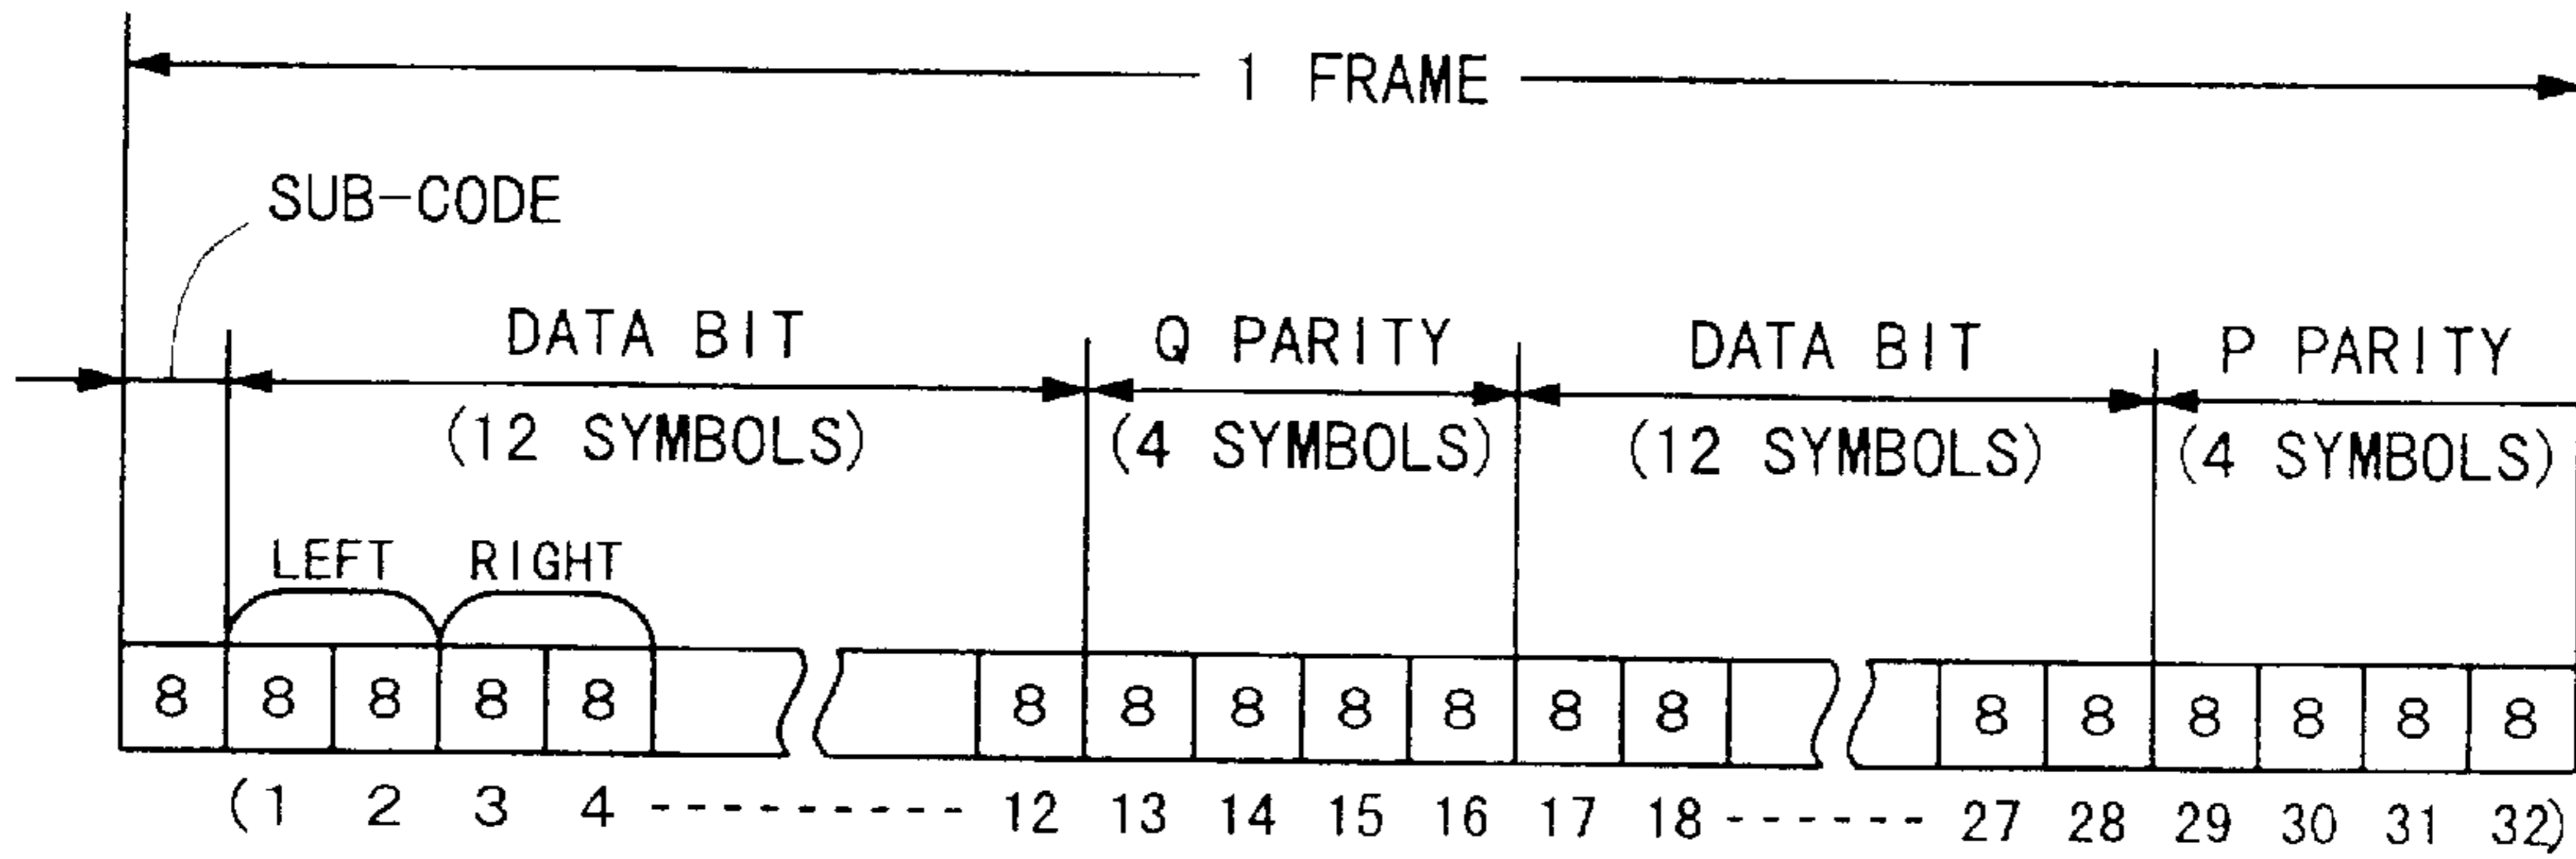 1 FRAME
SUB-CODE
DATA BIT Q PARITY DATA BIT P PARITY
(12 SYMBOLS) (4 SYMBOLS) (12 SYMBOLS) (4 SYMBOLS)
LEFT RIGHT
8 8 8 8 8 8 8 8 8 8 8 8 8 8 8 8 8 8
(1 2 3 4 --------- 12 13 14 15 16 17 18 ------ 27 28 29 30 31 32)